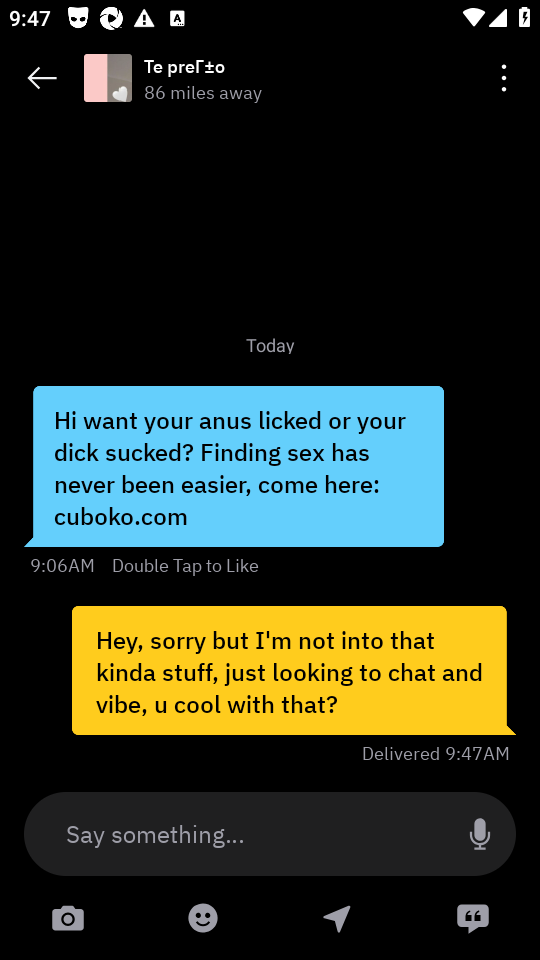 9:47
Te preГ±o
86 miles away
Today
Hi want your anus licked or your
dick sucked? Finding sex has
never been easier, come here:
cuboko.com
9:06AM Double Tap to Like
Hey, sorry but I'm not into that
kinda stuff, just looking to chat and
vibe, u cool with that?
Delivered 9:47AM
Say something...